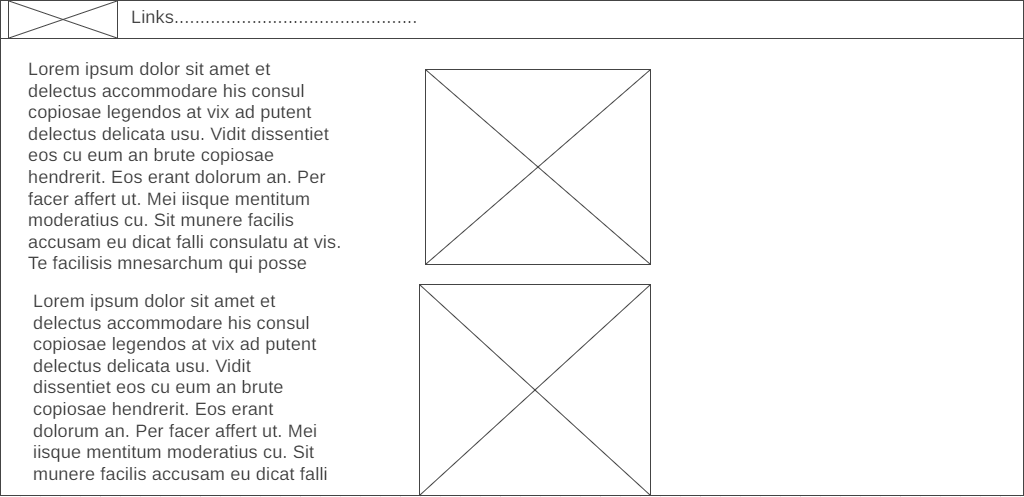 Links...............................................
Lorem ipsum dolor sit amet et
delectus accommodare his consul
copiosae legendos at vix ad putent
delectus delicata usu. Vidit dissentiet
eos cu eum an brute copiosae
hendrerit. Eos erant dolorum an. Per
facer affert ut. Mei iisque mentitum
moderatius cu. Sit munere facilis
accusam eu dicat falli consulatu at vis.
Te facilisis mnesarchum qui posse
Lorem ipsum dolor sit amet et
delectus accommodare his consul
copiosae legendos at vix ad putent
delectus delicata usu. Vidit
dissentiet eos cu eum an brute
copiosae hendrerit. Eos erant
dolorum an. Per facer affert ut. Mei
iisque mentitum moderatius cu. Sit
munere facilis accusam eu dicat falli